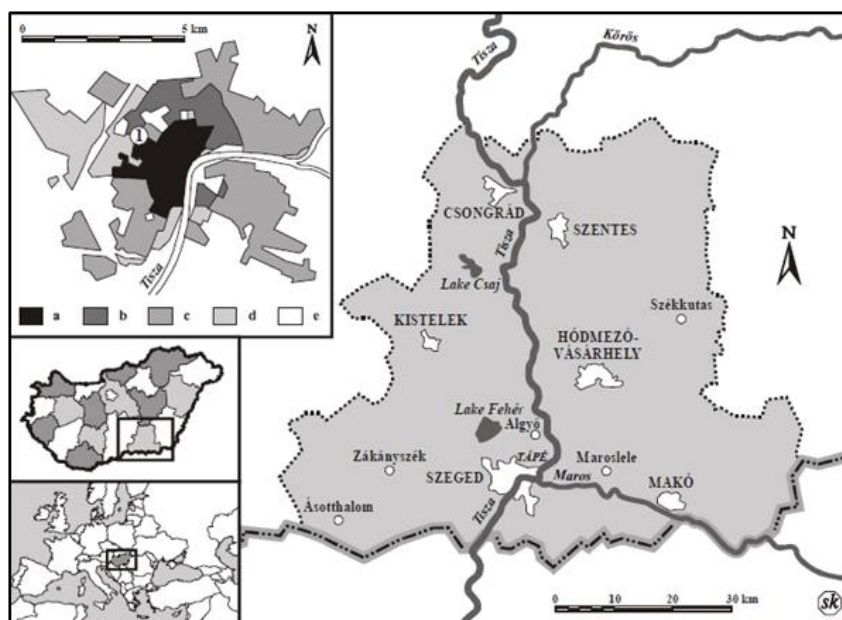 0 5 km
N
1
Tisza
a b c d e
Tisza
Körös
CSONGRÁD
SZENTES
Tisza
N
Lake Csaj
Székkutas
KISTELEK
HÓDMEZŐ-
VÁSÁRHELY
Lake Fehér
Algyő
Zákányszék
TÁPÉ
Maroslele
SZEGED
Maros
MAKÓ
Ásotthalom
Tisza
0 10 20 30 km
sk